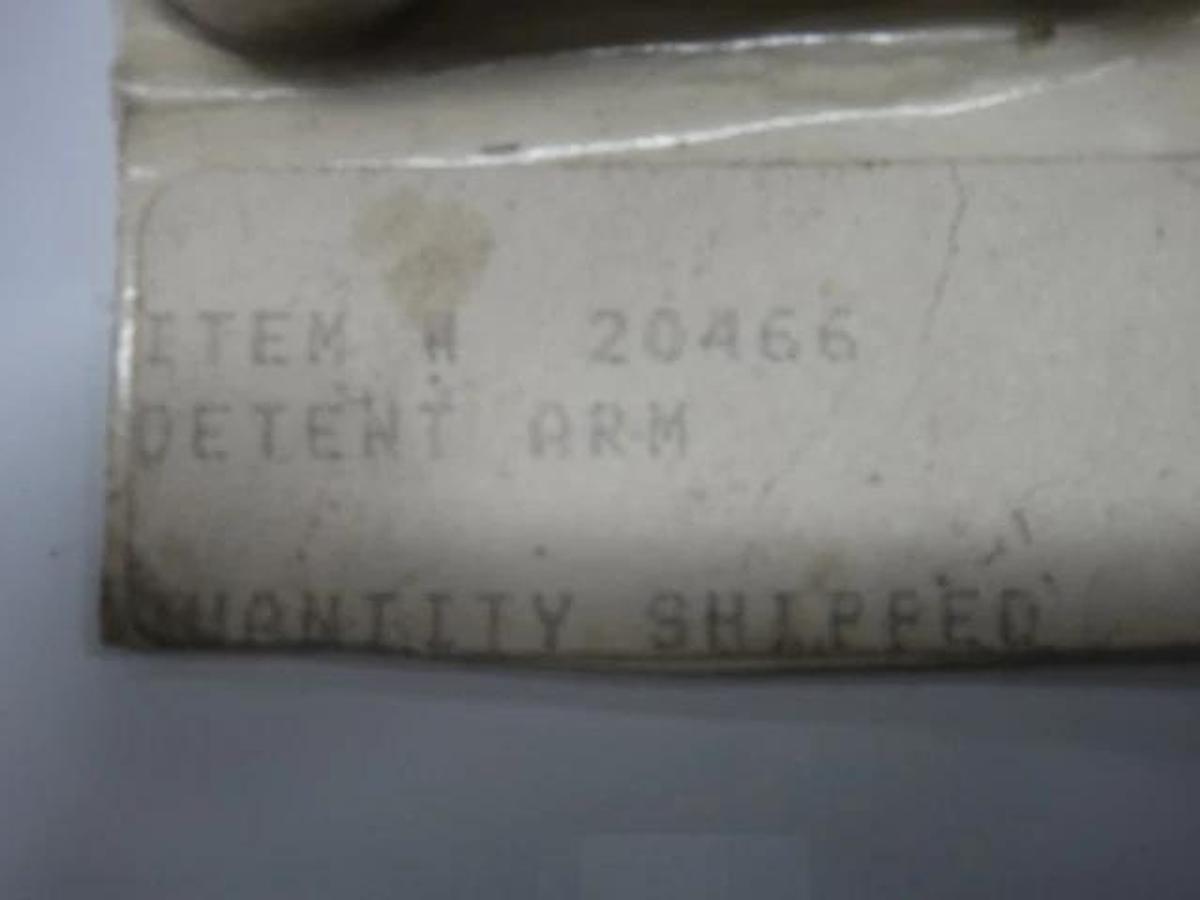 ITEM # 20466
DETENT ARM
QUANTITY SHIPPED